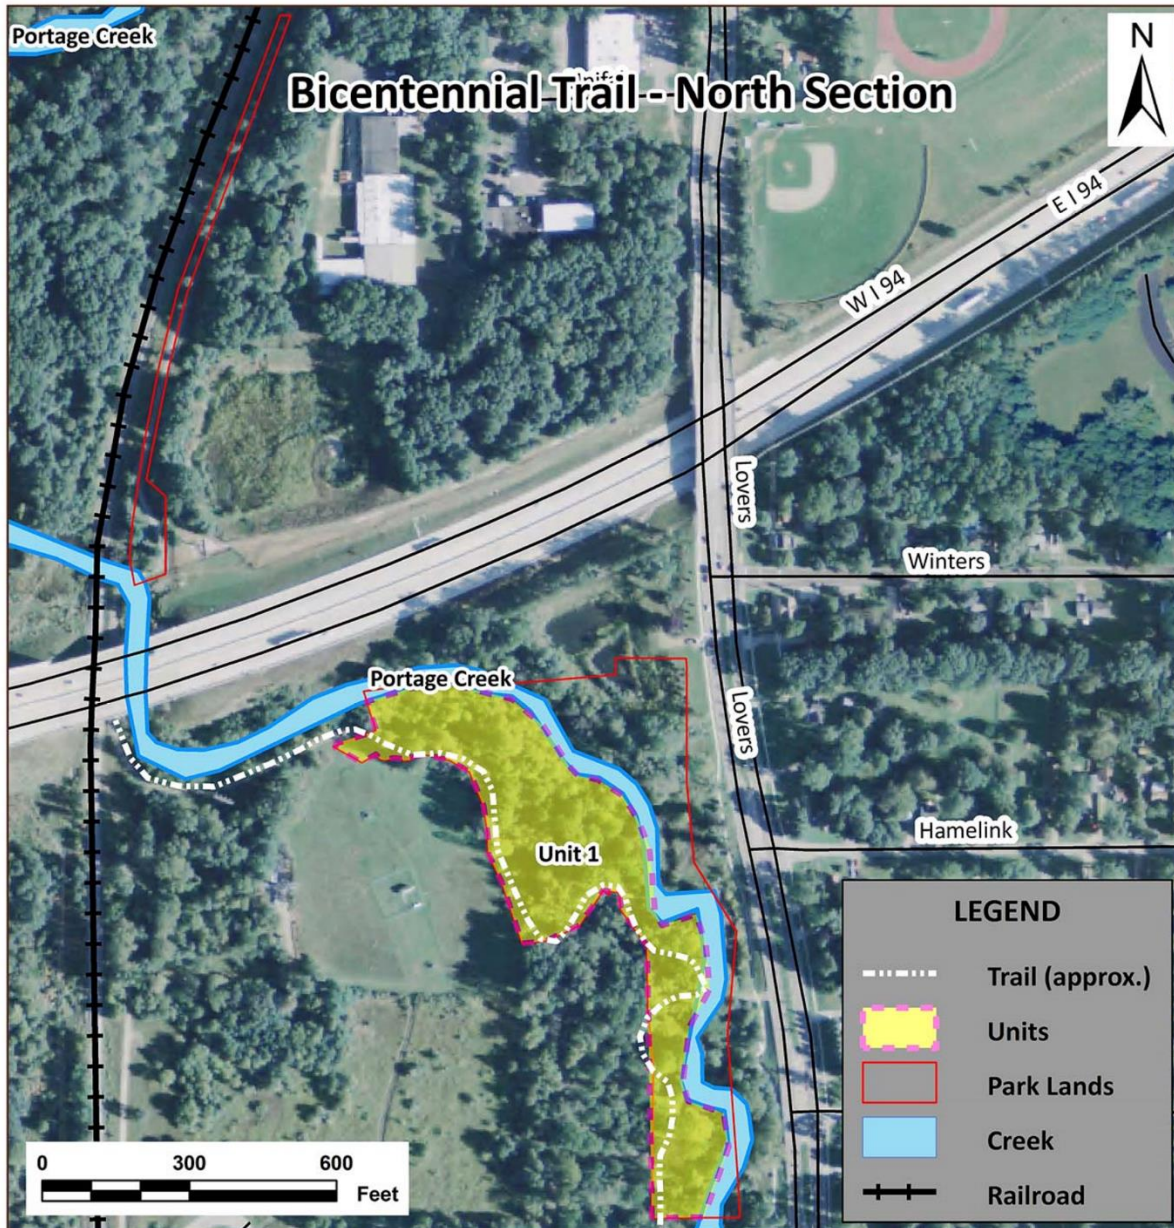 Portage Creek
N
Bicentennial Trail - North Section
E I 94
W I 94
Lovers
Winters
Portage Creek
Lovers
Hamelink
Unit 1
LEGEND
Trail (approx.)
Units
Park Lands
Creek
Railroad
0 300 600
Feet